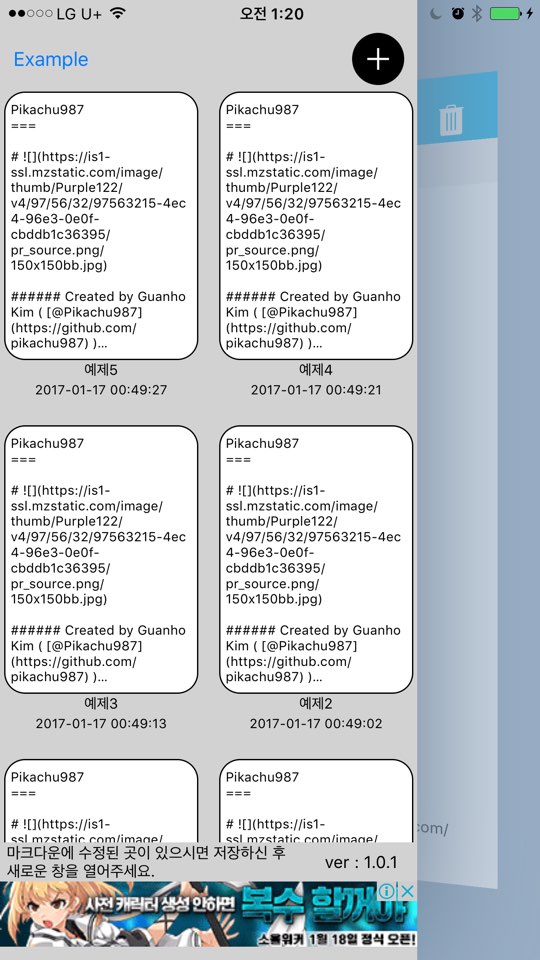 LG U+ 오전 1:20
Example
Pikachu987
===
# ![](https://is1-
ssl.mzstatic.com/image/
thumb/Purple122/
v4/97/56/32/97563215-4ec
4-96e3-0e0f-
cbddb1c36395/
pr_source.png/
150x150bb.jpg)
###### Created by Guanho
Kim ( [@Pikachu987]
(https://github.com/
pikachu987) )...
예제5
2017-01-17 00:49:27
Pikachu987
===
# ![](https://is1-
ssl.mzstatic.com/image/
thumb/Purple122/
v4/97/56/32/97563215-4ec
4-96e3-0e0f-
cbddb1c36395/
pr_source.png/
150x150bb.jpg)
###### Created by Guanho
Kim ( [@Pikachu987]
(https://github.com/
pikachu987) )...
예제4
2017-01-17 00:49:21
Pikachu987
===
# ![](https://is1-
ssl.mzstatic.com/image/
thumb/Purple122/
v4/97/56/32/97563215-4ec
4-96e3-0e0f-
cbddb1c36395/
pr_source.png/
150x150bb.jpg)
###### Created by Guanho
Kim ( [@Pikachu987]
(https://github.com/
pikachu987) )...
예제3
2017-01-17 00:49:13
Pikachu987
===
# ![](https://is1-
ssl.mzstatic.com/image/
thumb/Purple122/
v4/97/56/32/97563215-4ec
4-96e3-0e0f-
cbddb1c36395/
pr_source.png/
150x150bb.jpg)
###### Created by Guanho
Kim ( [@Pikachu987]
(https://github.com/
pikachu987) )...
예제2
2017-01-17 00:49:02
Pikachu987
===
# ![](https://is1-
ssl.mzstatic.com/image/
Pikachu987
===
# ![](https://is1-
ssl.mzstatic.com/image/
com/
마크다운에 수정된 곳이 있으시면 저장하신 후
새로운 창을 열어주세요.
ver : 1.0.1
사전 캐릭터 생성 안하면 복수 할꺼야
소울워커 1월 18일 정식 오픈!